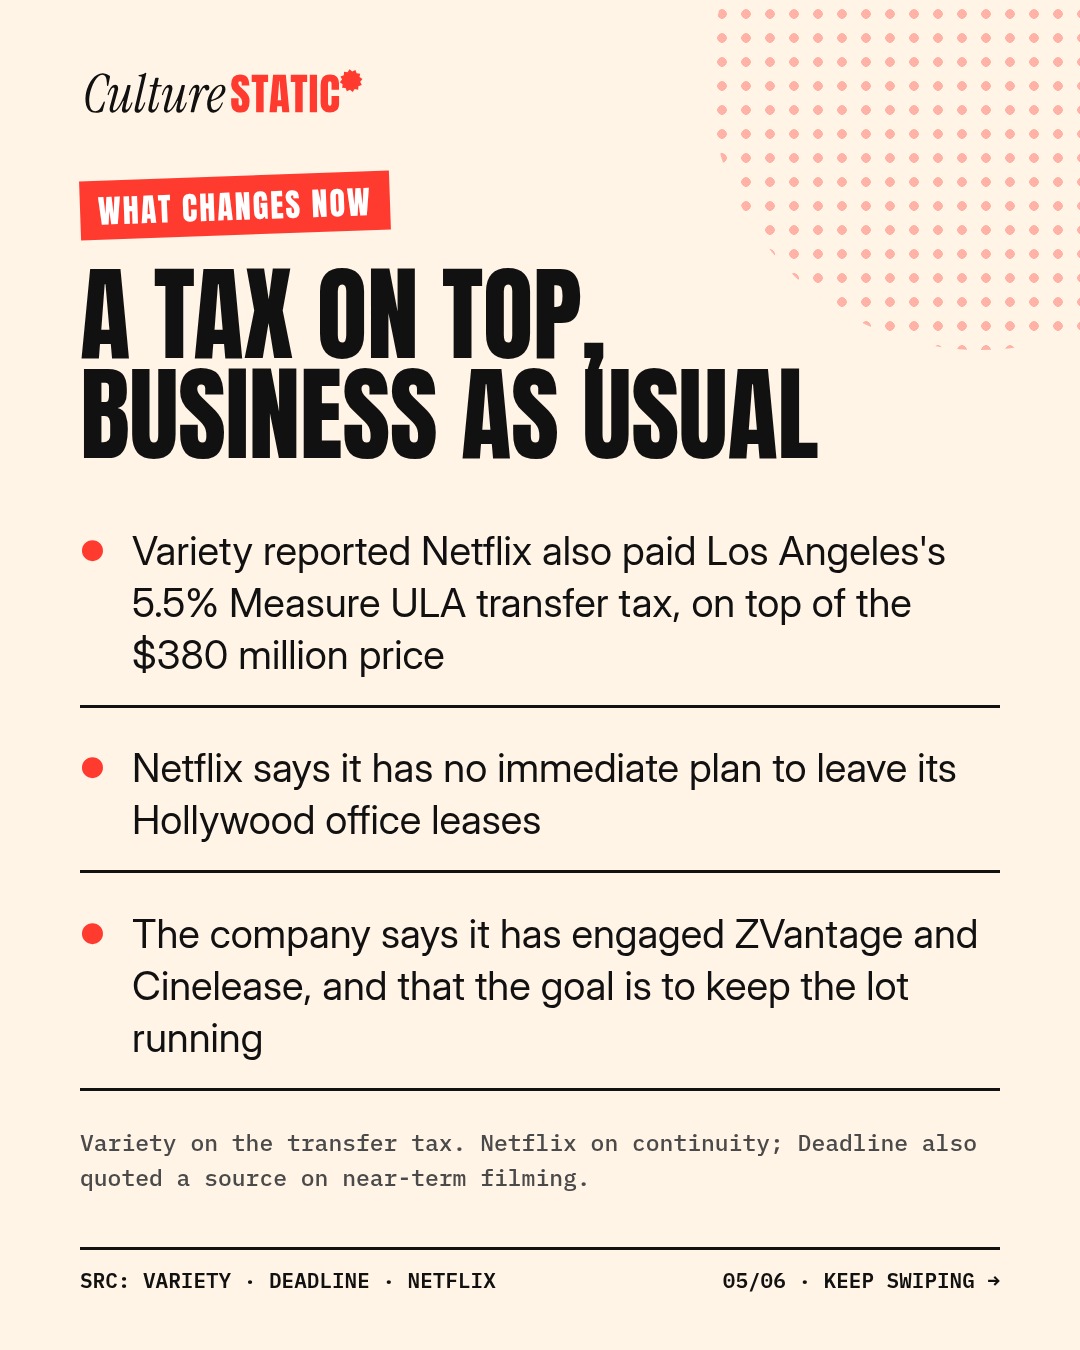 Culture STATIC
WHAT CHANGES NOW
A TAX ON TOP,
BUSINESS AS USUAL
Variety reported Netflix also paid Los Angeles's
5.5% Measure ULA transfer tax, on top of the
$380 million price
Netflix says it has no immediate plan to leave its
Hollywood office leases
The company says it has engaged ZVantage and
Cinelease, and that the goal is to keep the lot
running
Variety on the transfer tax. Netflix on continuity; Deadline also
quoted a source on near-term filming.
SRC: VARIETY · DEADLINE · NETFLIX
05/06 · KEEP SWIPING →